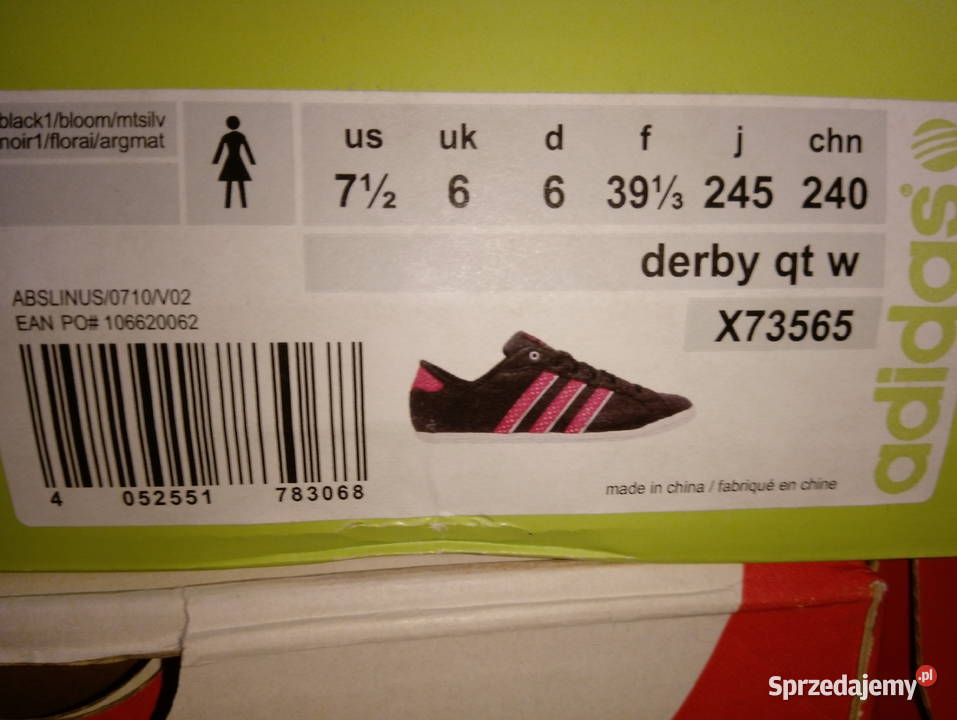 black1/bloom/mtsilv
noir1/florai/argmat
us uk d f j chn
7½ 6 6 39⅓ 245 240
derby qt w
X73565
ABSLINUS/0710/V02
EAN PO# 106620062
4 052551 783068
made in china / fabriqué en chine
adidas®
Sprzedajemy.pl